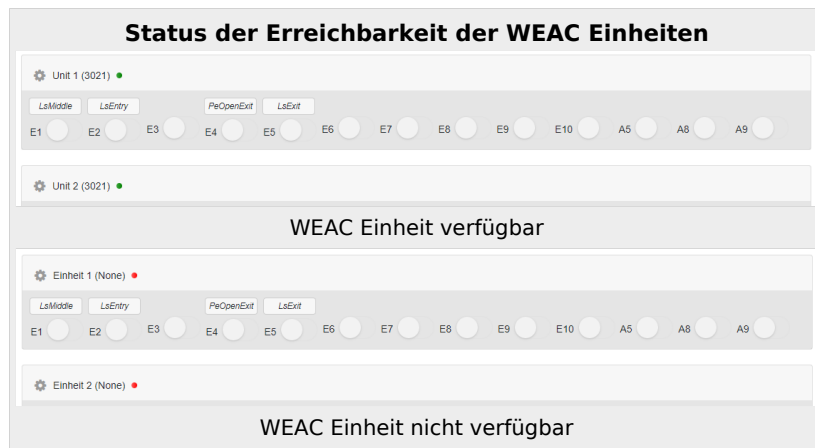 Status der Erreichbarkeit der WEAC Einheiten
Unit 1 (3021)
LsMiddle LsEntry PeOpenExit LsExit
E1 E2 E3 E4 E5 E6 E7 E8 E9 E10 A5 A8 A9
Unit 2 (3021)
WEAC Einheit verfügbar
Einheit 1 (None)
LsMiddle LsEntry PeOpenExit LsExit
E1 E2 E3 E4 E5 E6 E7 E8 E9 E10 A5 A8 A9
Einheit 2 (None)
WEAC Einheit nicht verfügbar